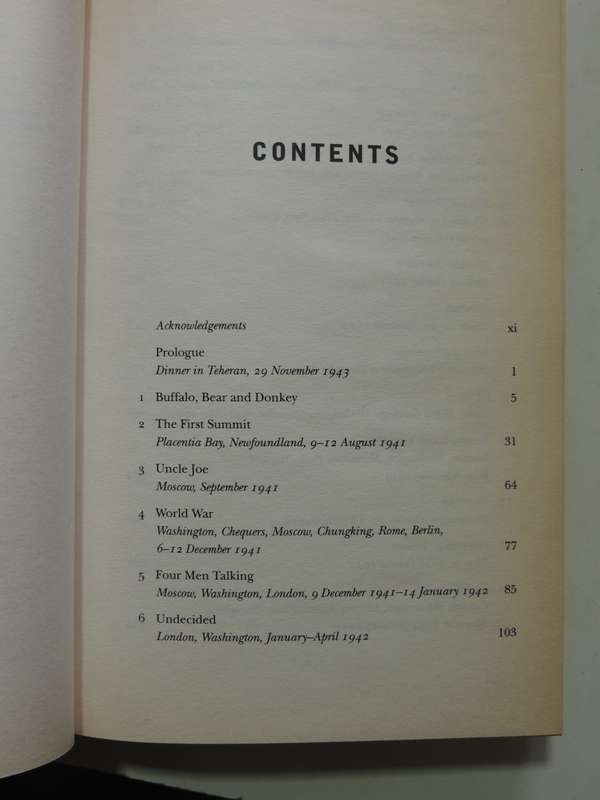 CONTENTS
Acknowledgements xi
Prologue
Dinner in Teheran, 29 November 1943 1
1 Buffalo, Bear and Donkey 5
2 The First Summit
Placentia Bay, Newfoundland, 9–12 August 1941 31
3 Uncle Joe
Moscow, September 1941 64
4 World War
Washington, Chequers, Moscow, Chungking, Rome, Berlin,
6–12 December 1941 77
5 Four Men Talking
Moscow, Washington, London, 9 December 1941–14 January 1942 85
6 Undecided
London, Washington, January–April 1942 103